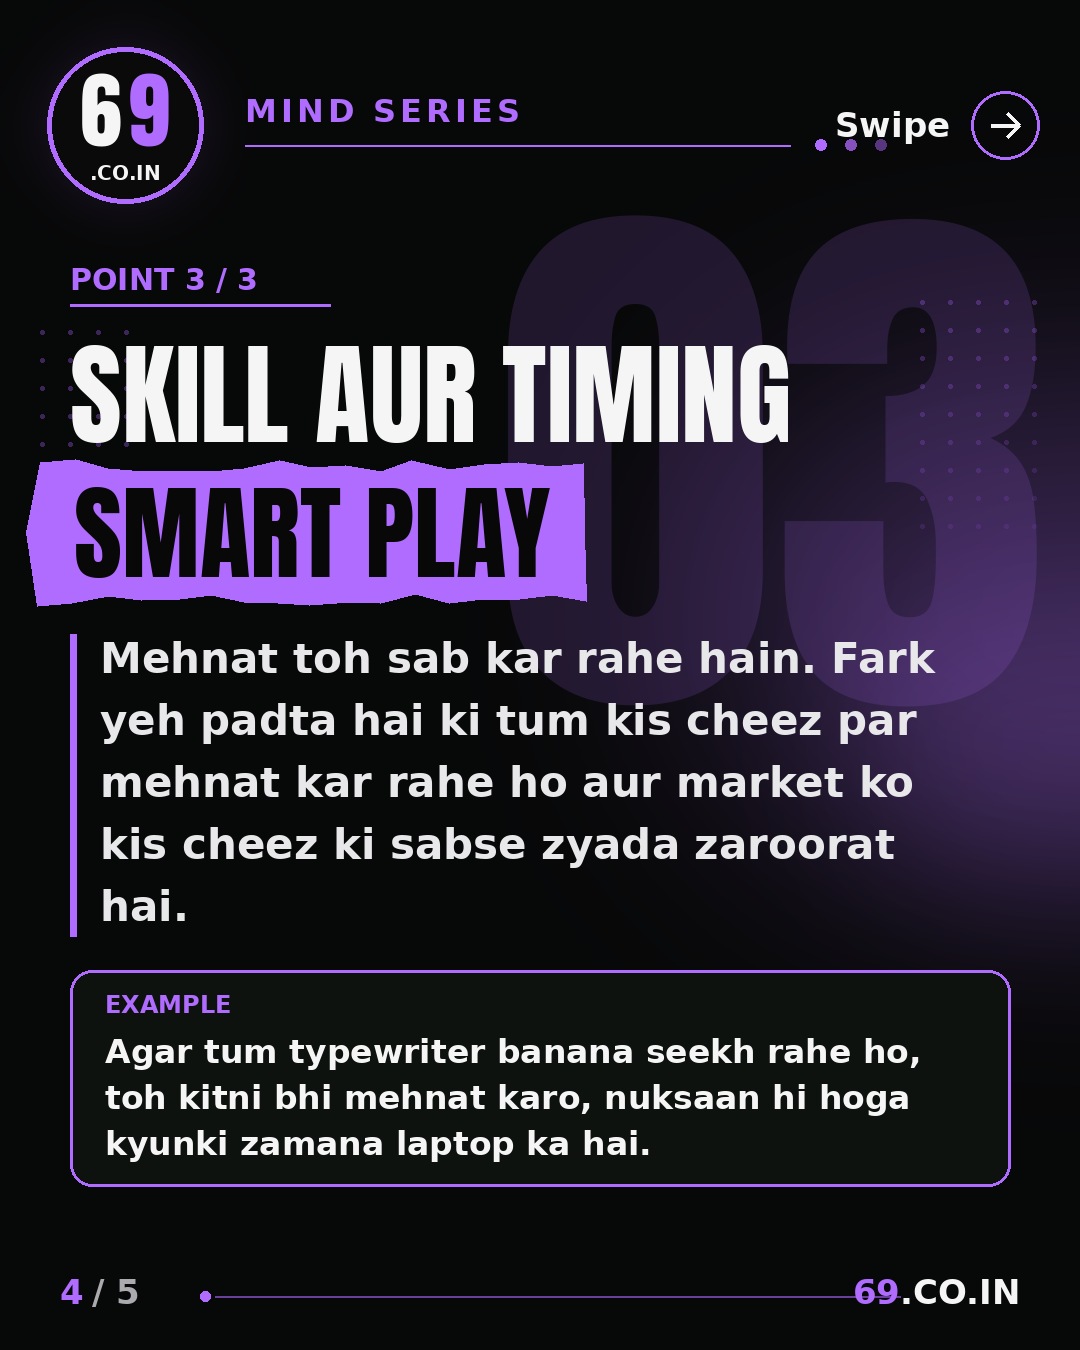 69
.CO.IN
MIND SERIES
Swipe
03
POINT 3 / 3
SKILL AUR TIMING
SMART PLAY
Mehnat toh sab kar rahe hain. Fark
yeh padta hai ki tum kis cheez par
mehnat kar rahe ho aur market ko
kis cheez ki sabse zyada zaroorat
hai.
EXAMPLE
Agar tum typewriter banana seekh rahe ho,
toh kitni bhi mehnat karo, nuksaan hi hoga
kyunki zamana laptop ka hai.
4 / 5
69.CO.IN